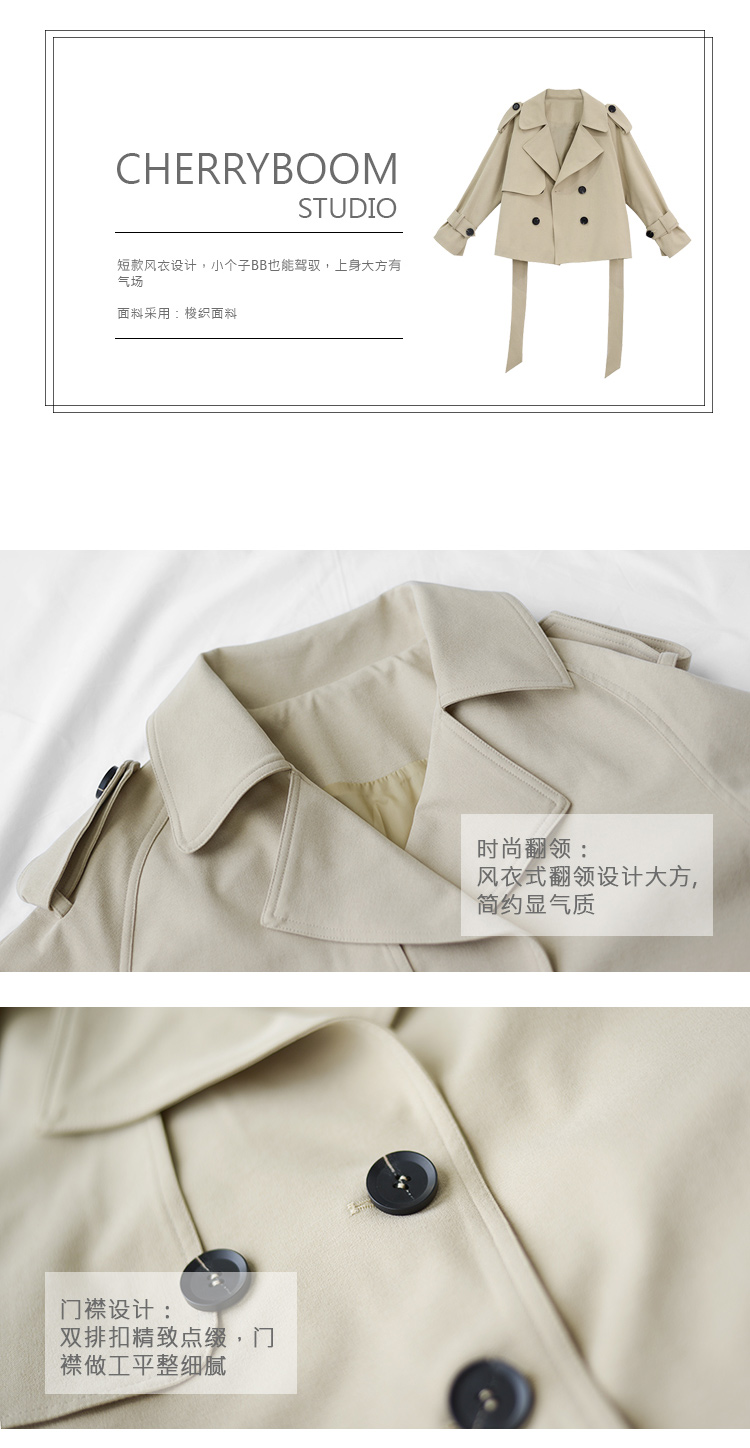 CHERRYBOOM
STUDIO
短款风衣设计，小个子BB也能驾驭，上身大方有
气场
面料采用：梭织面料
时尚翻领：
风衣式翻领设计大方,
简约显气质
门襟设计：
双排扣精致点缀，门
襟做工平整细腻